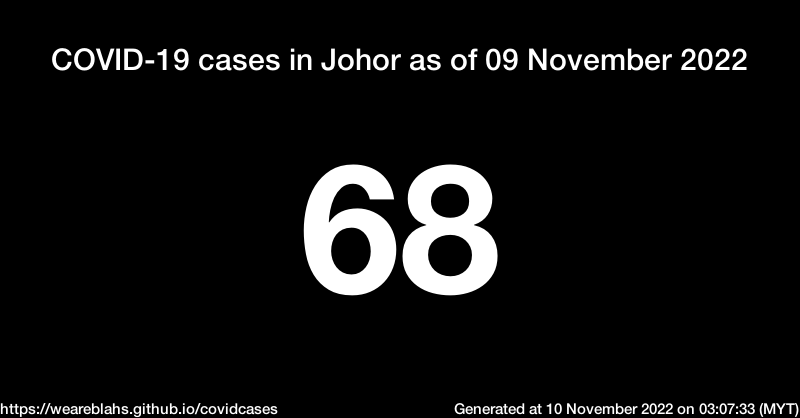 COVID-19 cases in Johor as of 09 November 2022
68
https://weareblahs.github.io/covidcases
Generated at 10 November 2022 on 03:07:33 (MYT)